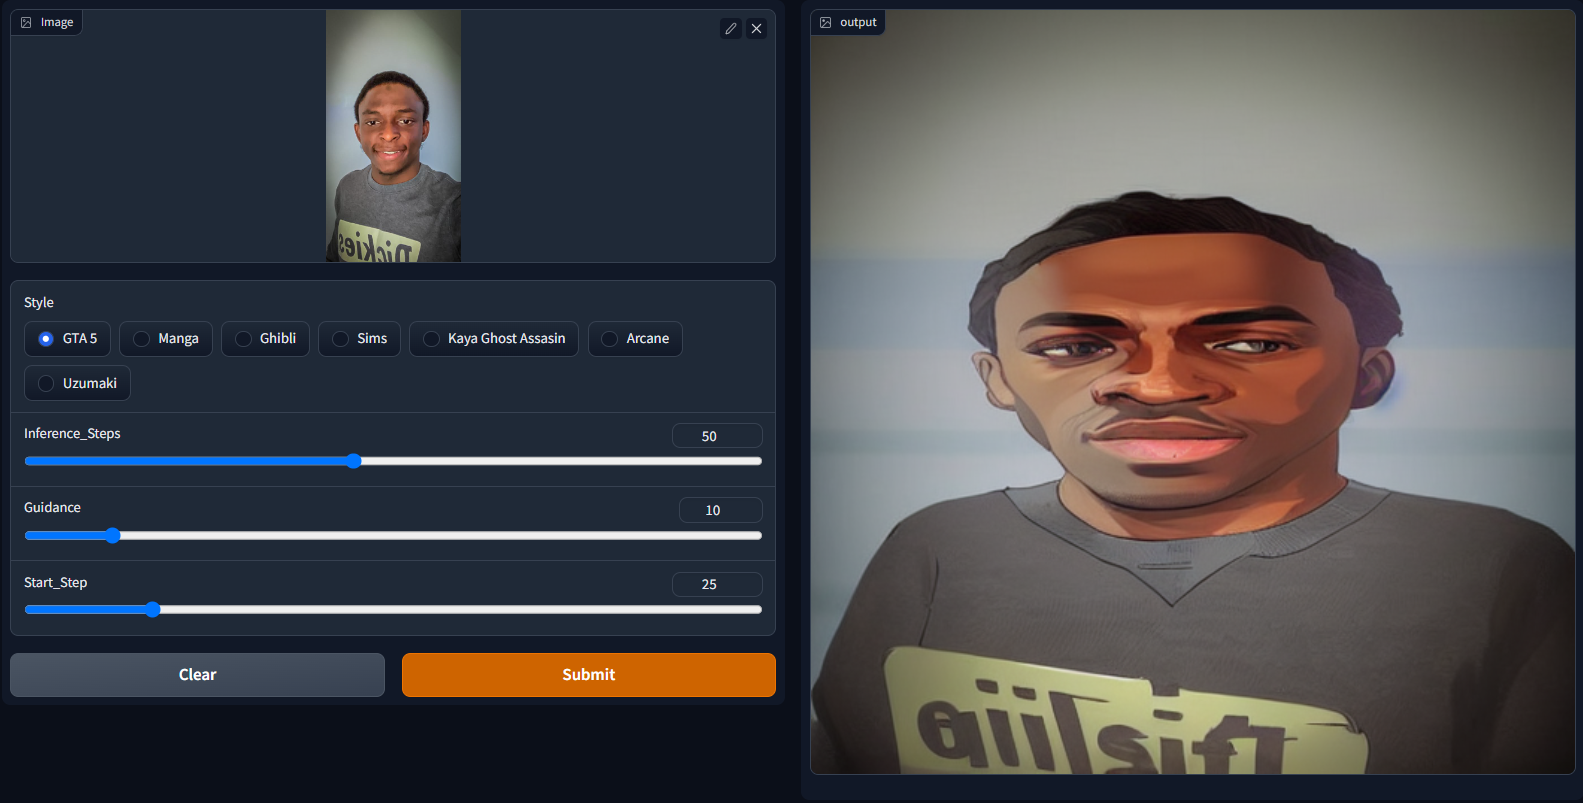 Image
Dickies
Style
GTA 5
Manga
Ghibli
Sims
Kaya Ghost Assasin
Arcane
Uzumaki
Inference_Steps
50
Guidance
10
Start_Step
25
Clear
Submit
output